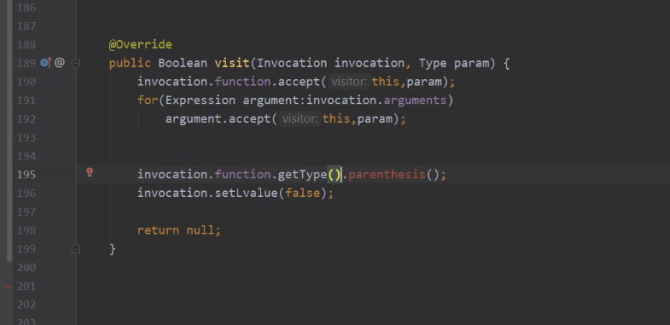 186
187
188 @Override
189 @ public Boolean visit(Invocation invocation, Type param) {
190 invocation.function.accept( visitor: this,param);
191 for(Expression argument:invocation.arguments)
192 argument.accept( visitor: this,param);
193
194
195 invocation.function.getType().parenthesis();
196 invocation.setLvalue(false);
197
198 return null;
199 }
200
201
202
203